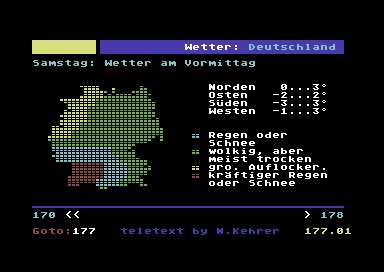 Wetter: Deutschland
Samstag: Wetter am Vormittag
Norden 0...3°
Osten -2...2°
Süden -3...3°
Westen -1...3°
Regen oder
Schnee
wolkig, aber
meist trocken
gro. Auflocker.
kräftiger Regen
oder Schnee
170 << > 178
Goto:177 teletext by N.Kehrer 177.01